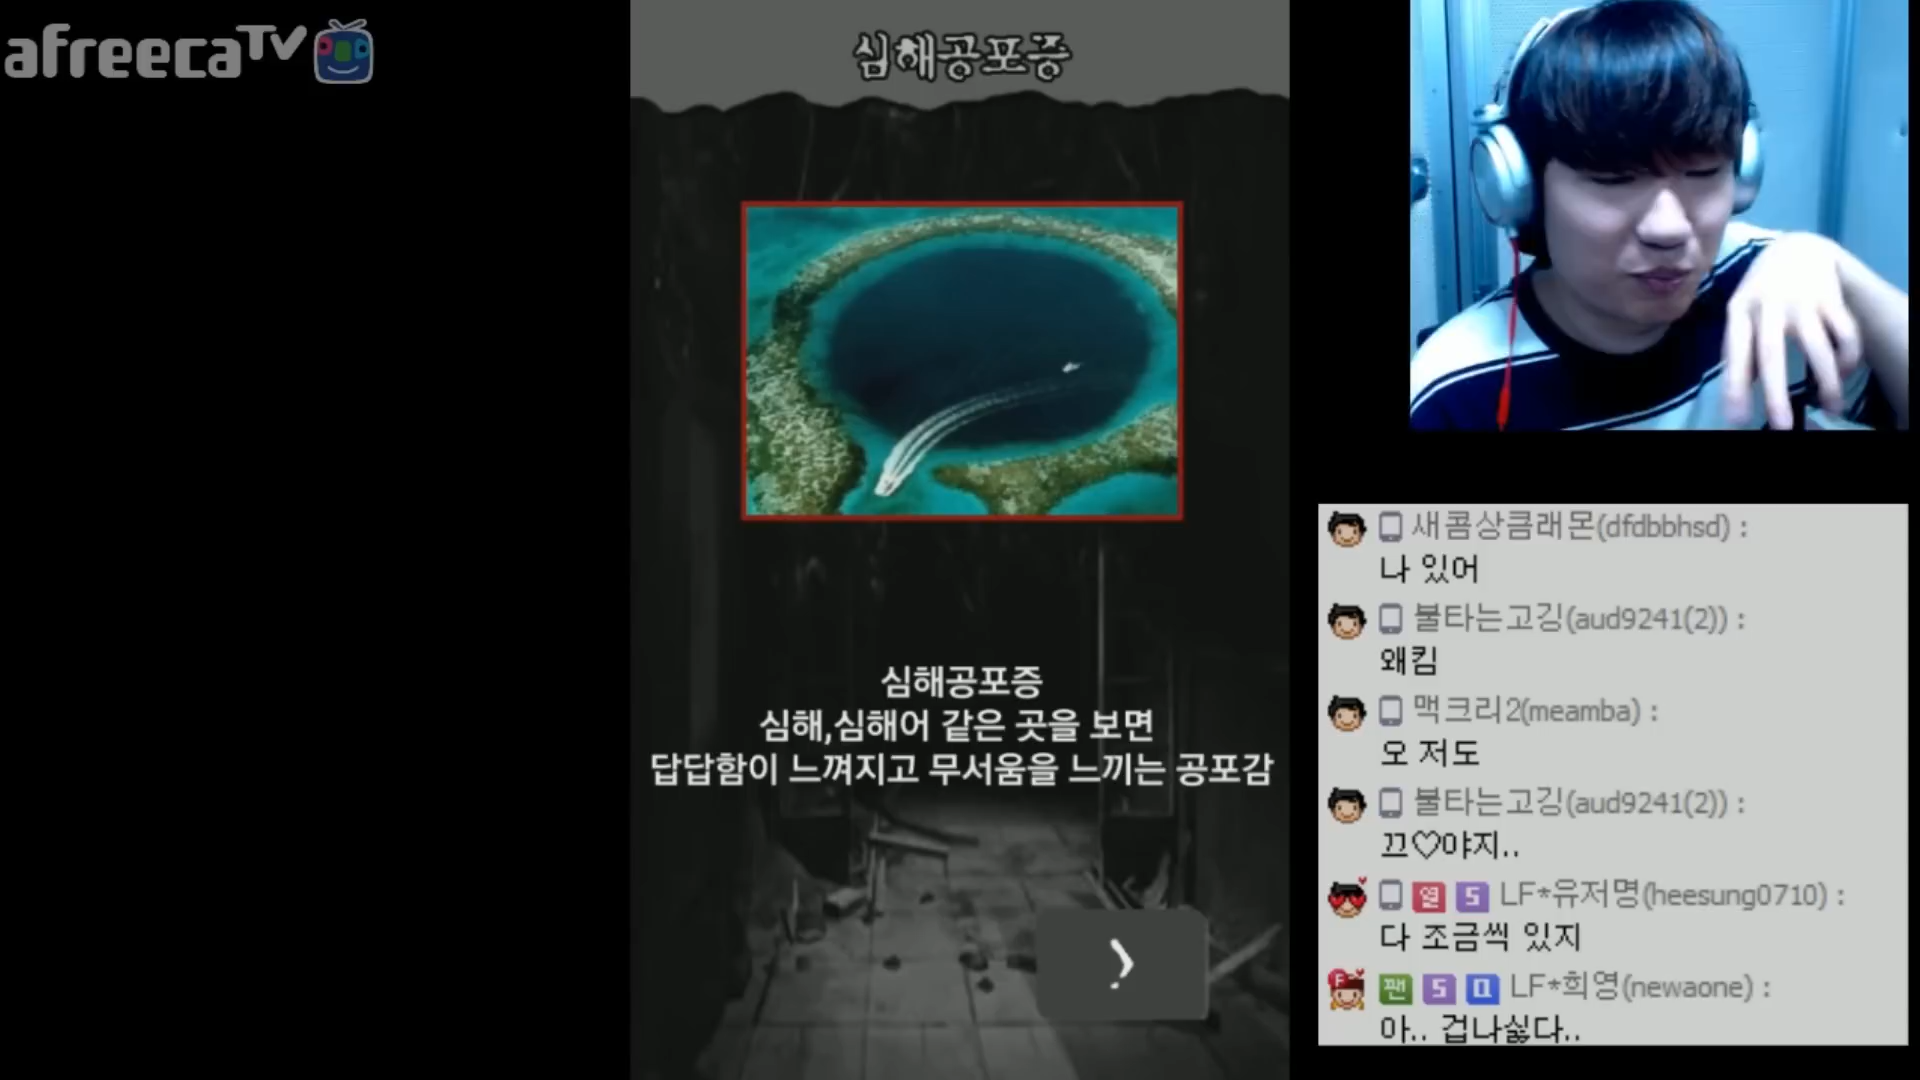 afreecaTV
심해공포증
심해공포증
심해,심해어 같은 곳을 보면
답답함이 느껴지고 무서움을 느끼는 공포감
새콤상큼래몬(dfdbbhsd) :
나 있어
불타는고깅(aud9241(2)) :
왜킴
맥크리2(meamba) :
오 저도
불타는고깅(aud9241(2)) :
끄♡야지..
열 S LF*유저명(heesung0710) :
다 조금씩 있지
F
팬 S Q LF*희영(newaone) :
아.. 겁나싫다..